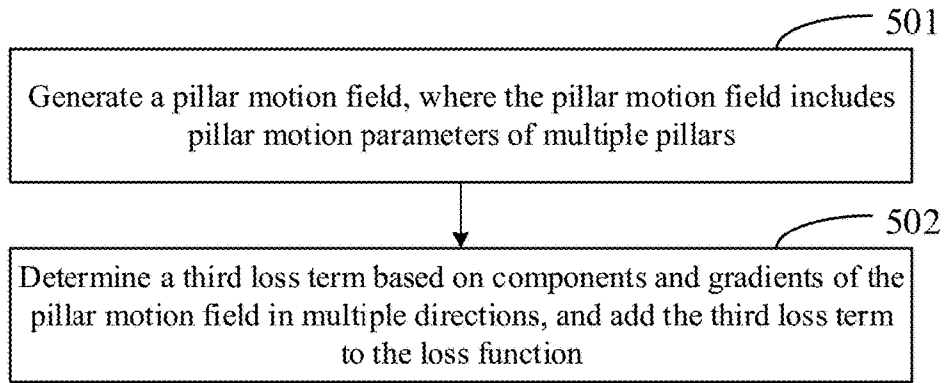 501
Generate a pillar motion field, where the pillar motion field includes
pillar motion parameters of multiple pillars
502
Determine a third loss term based on components and gradients of the
pillar motion field in multiple directions, and add the third loss term
to the loss function